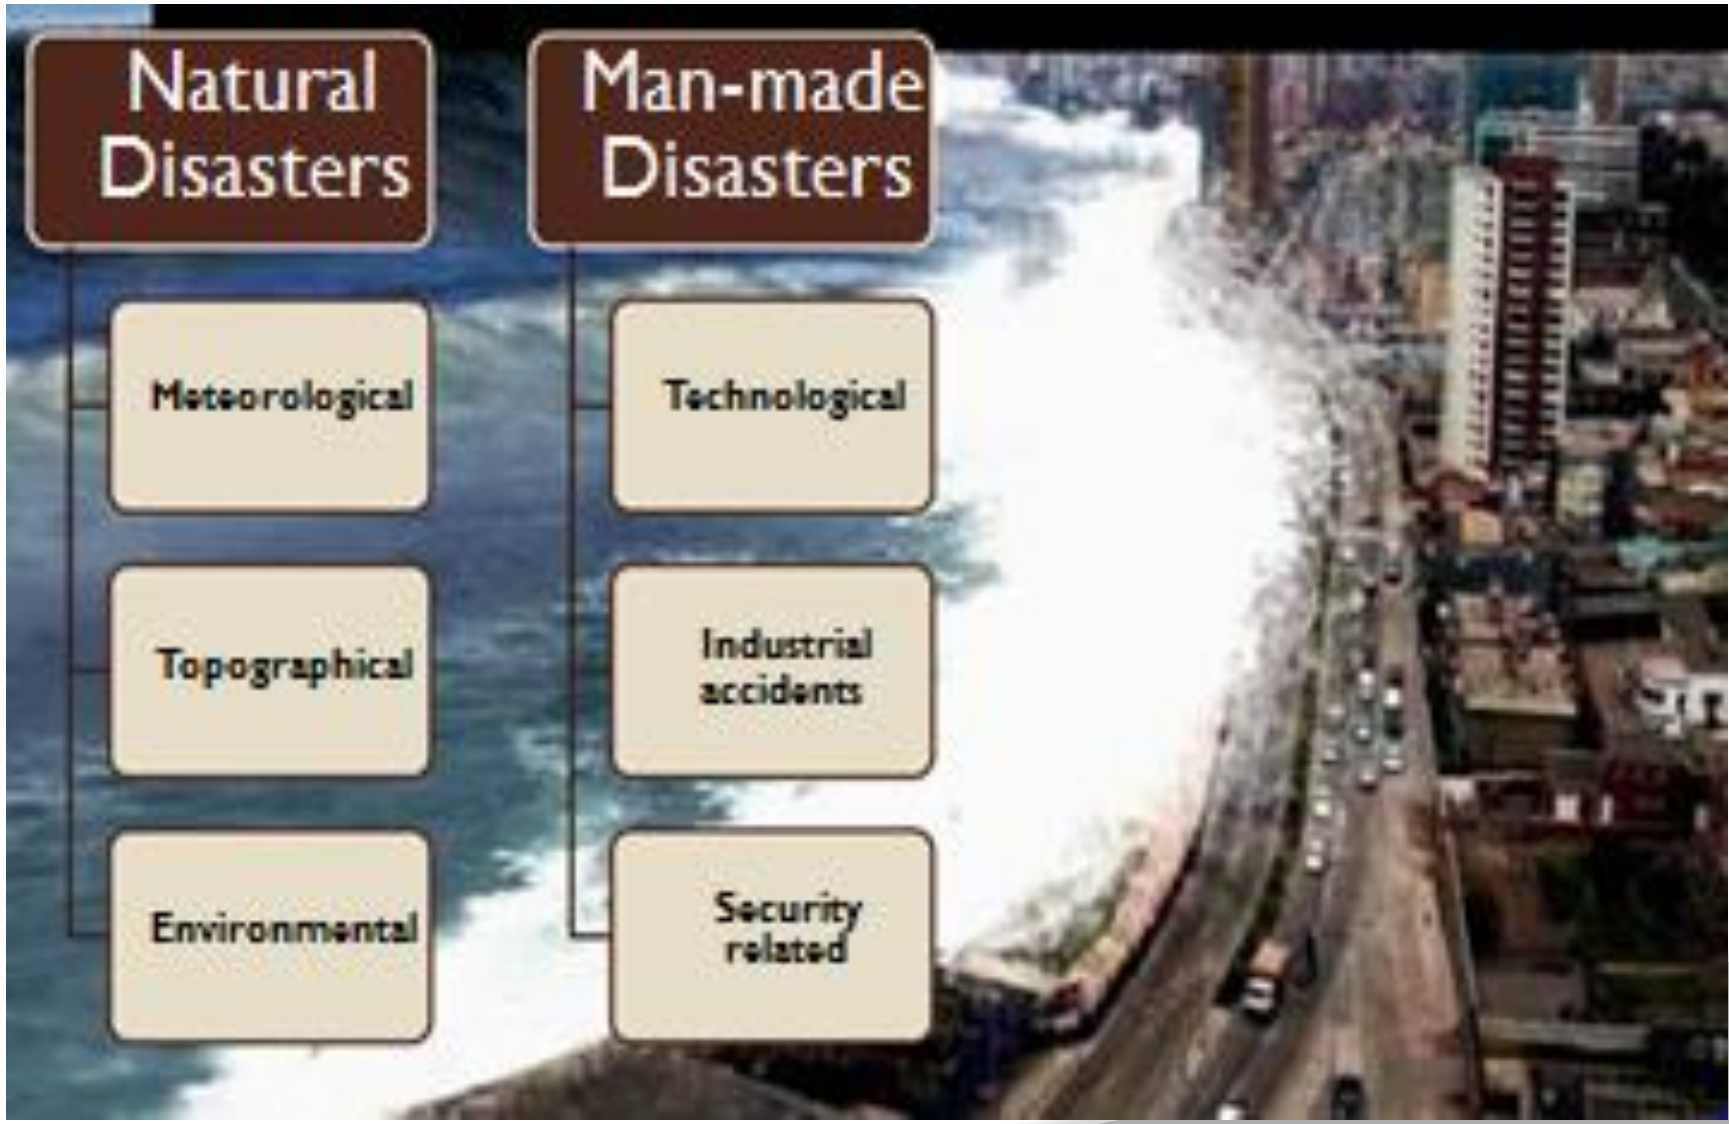 Natural
Disasters
Meteorological
Topographical
Environmental
Man-made
Disasters
Technological
Industrial
accidents
Security
related